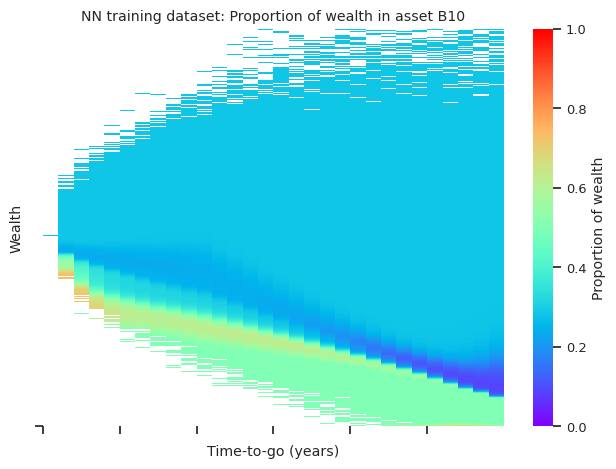 NN training dataset: Proportion of wealth in asset B10
1.0
0.8
0.6
0.4
0.2
0.0
Proportion of wealth
Wealth
Time-to-go (years)